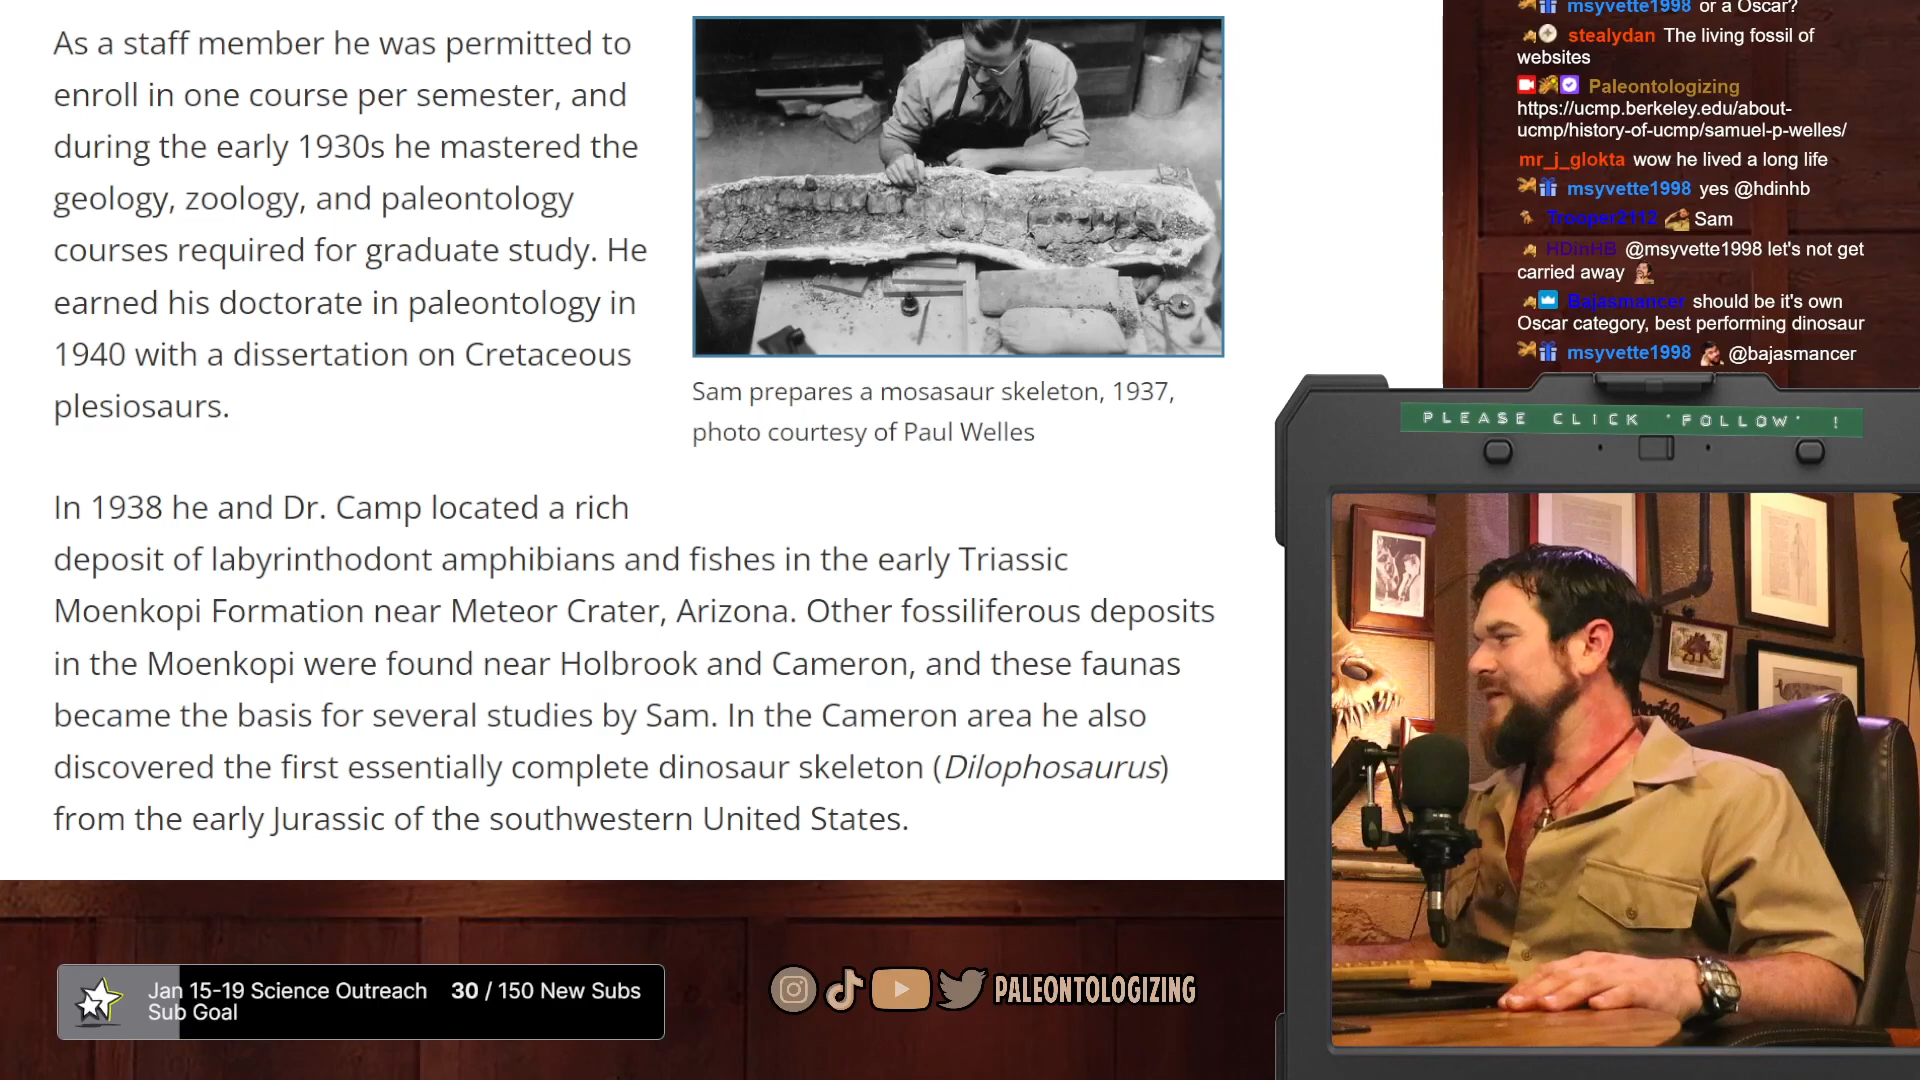 As a staff member he was permitted to
enroll in one course per semester, and
during the early 1930s he mastered the
geology, zoology, and paleontology
courses required for graduate study. He
earned his doctorate in paleontology in
1940 with a dissertation on Cretaceous
plesiosaurs.
Sam prepares a mosasaur skeleton, 1937,
photo courtesy of Paul Welles
In 1938 he and Dr. Camp located a rich
deposit of labyrinthodont amphibians and fishes in the early Triassic
Moenkopi Formation near Meteor Crater, Arizona. Other fossiliferous deposits
in the Moenkopi were found near Holbrook and Cameron, and these faunas
became the basis for several studies by Sam. In the Cameron area he also
discovered the first essentially complete dinosaur skeleton (Dilophosaurus)
from the early Jurassic of the southwestern United States.
msyvette1998 or a Oscar?
stealydan The living fossil of
websites
Paleontologizing
https://ucmp.berkeley.edu/about-
ucmp/history-of-ucmp/samuel-p-welles/
mr_j_glokta wow he lived a long life
msyvette1998 yes @hdinhb
Trooper2112 Sam
HDinHB @msyvette1998 let's not get
carried away
Bajasmancer should be it's own
Oscar category, best performing dinosaur
msyvette1998 @bajasmancer
PLEASE CLICK "FOLLOW" !
Jan 15-19 Science Outreach 30 / 150 New Subs
Sub Goal
PALEONTOLOGIZING